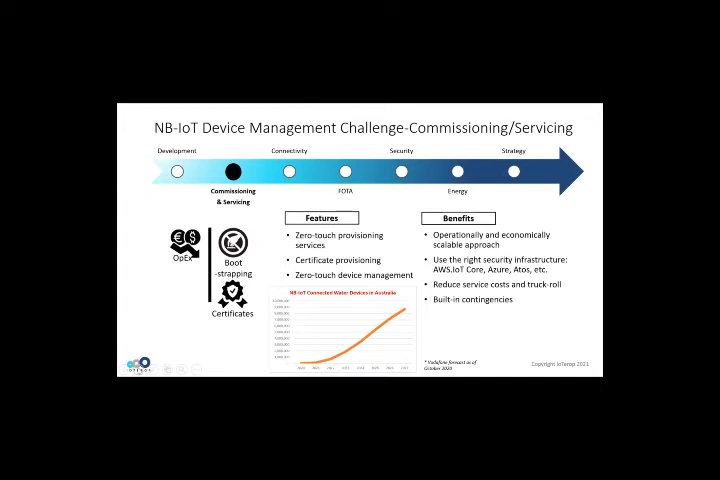 NB-IoT Device Management Challenge-Commissioning/Servicing
Development
Connectivity
Security
Strategy
Commissioning
& Servicing
FOTA
Energy
Features
Benefits
OpEx
Boot
-strapping
Certificates
• Zero-touch provisioning
services
• Certificate provisioning
• Zero-touch device management
• Operationally and economically
scalable approach
• Use the right security infrastructure:
AWS.IoT Core, Azure, Atos, etc.
• Reduce service costs and truck-roll
• Built-in contingencies
NB-IoT Connected Water Devices in Australia
* Vodafone forecast as of
October 2020
IOTEROP
Copyright IoTerop 2021